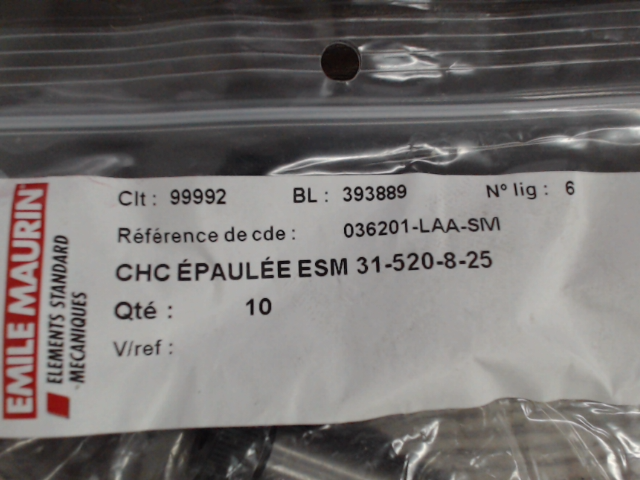 Clt : 99992 BL : 393889 N° lig : 6
Référence de cde : 036201-LAA-SM
CHC ÉPAULÉE ESM 31-520-8-25
Qté : 10
V/ref :
EMILE MAURIN
ELEMENTS STANDARD
MECANIQUES